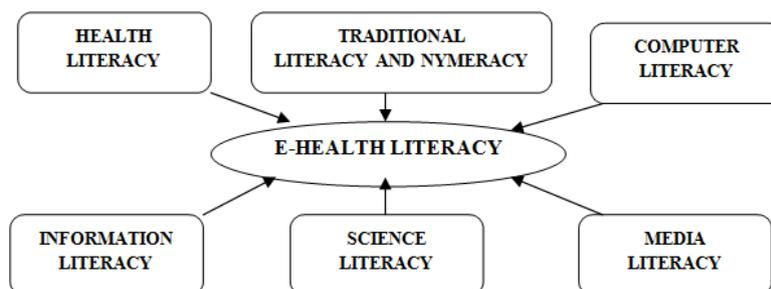 HEALTH
LITERACY
TRADITIONAL
LITERACY AND NYMERACY
COMPUTER
LITERACY
E-HEALTH LITERACY
INFORMATION
LITERACY
SCIENCE
LITERACY
MEDIA
LITERACY